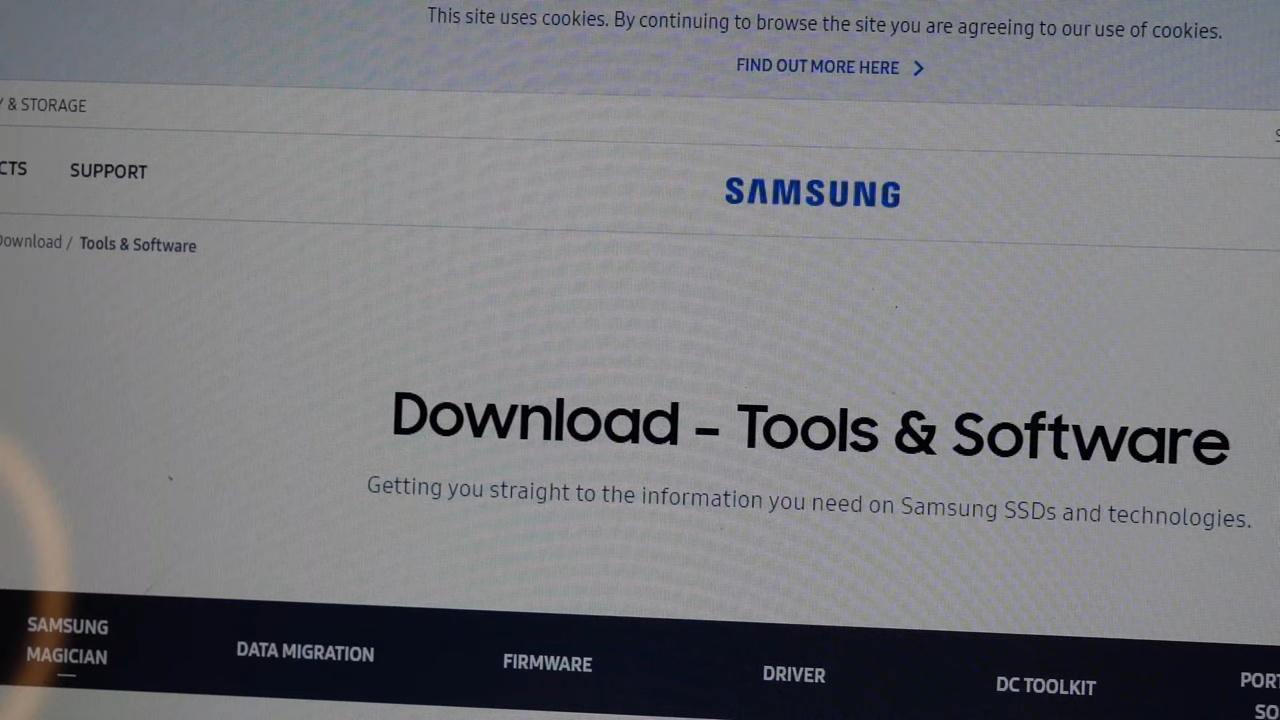 This site uses cookies. By continuing to browse the site you are agreeing to our use of cookies.
FIND OUT MORE HERE
& STORAGE
SUPPORT
SAMSUNG
Download / Tools & Software
Download - Tools & Software
Getting you straight to the information you need on Samsung SSDs and technologies.
SAMSUNG
MAGICIAN
DATA MIGRATION
FIRMWARE
DRIVER
DC TOOLKIT